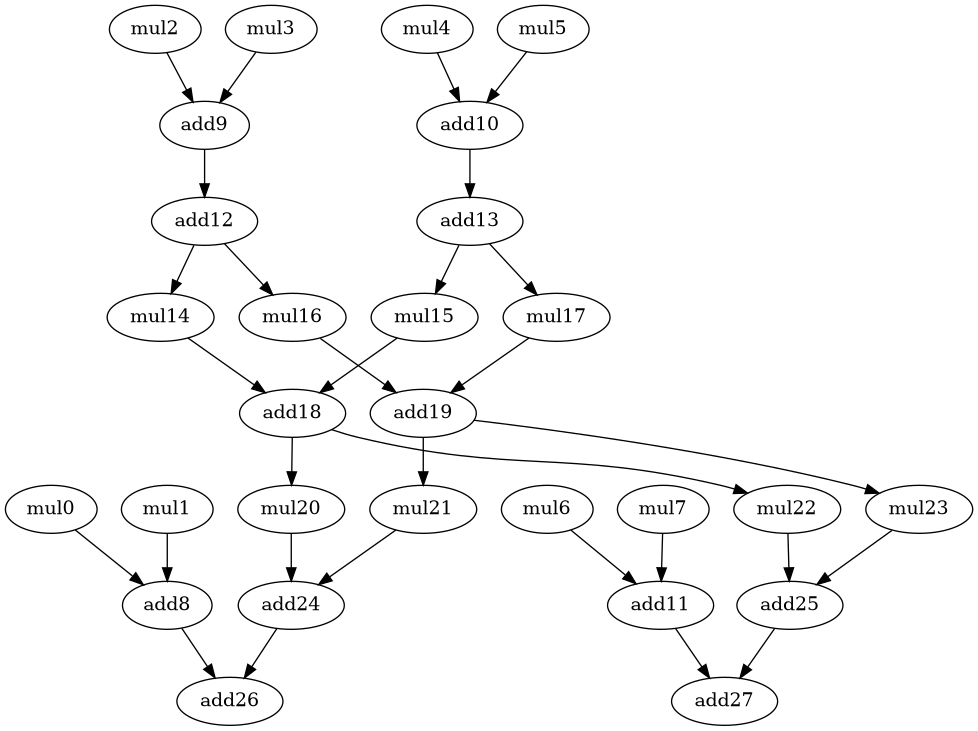 mul2 mul3 mul4 mul5
add9 add10
add12 add13
mul14 mul16 mul15 mul17
add18 add19
mul0 mul1 mul20 mul21 mul6 mul7 mul22 mul23
add8 add24 add11 add25
add26 add27